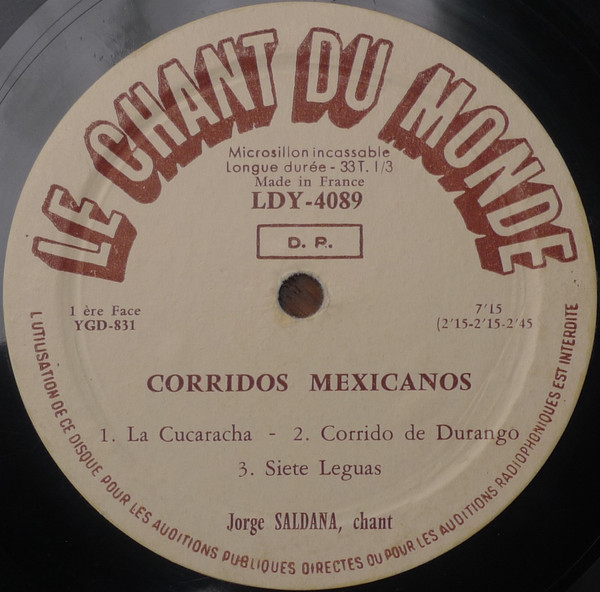 LE CHANT DU MONDE
Microsillon incassable
Longue durée - 33 T. 1/3
Made in France
LDY-4089
D. P.
1 ère Face
YGD-831
7'15
(2'15-2'15-2'45
CORRIDOS MEXICANOS
1. La Cucaracha - 2. Corrido de Durango
3. Siete Leguas
Jorge SALDANA, chant
L'UTILISATION DE CE DISQUE POUR LES AUDITIONS PUBLIQUES DIRECTES OU POUR LES AUDITIONS RADIOPHONIQUES EST INTERDITE